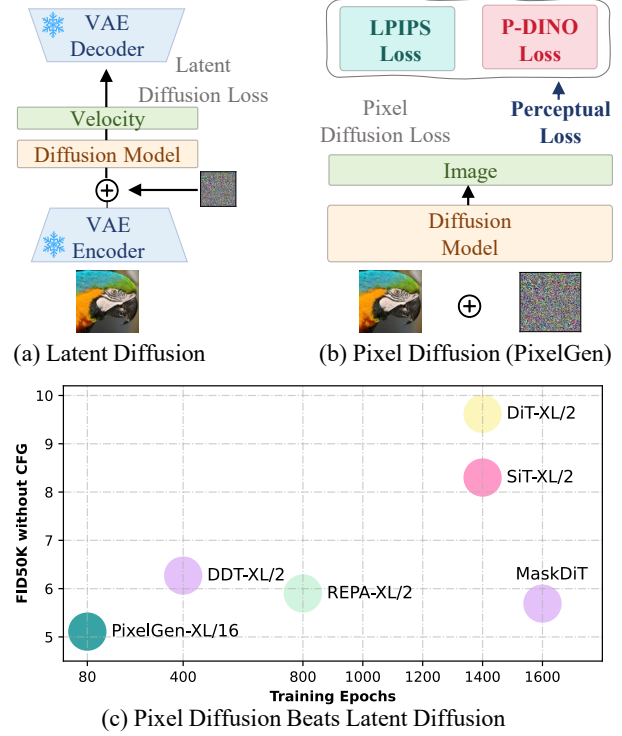 VAE
Decoder
Latent
Diffusion Loss
Velocity
Diffusion Model
VAE
Encoder
(a) Latent Diffusion
LPIPS
Loss
P-DINO
Loss
Pixel
Diffusion Loss
Perceptual
Loss
Image
Diffusion
Model
(b) Pixel Diffusion (PixelGen)
FID50K without CFG
10
9
8
7
6
5
DiT-XL/2
SiT-XL/2
DDT-XL/2
REPA-XL/2
MaskDiT
PixelGen-XL/16
80 400 800 1000 1200 1400 1600
Training Epochs
(c) Pixel Diffusion Beats Latent Diffusion